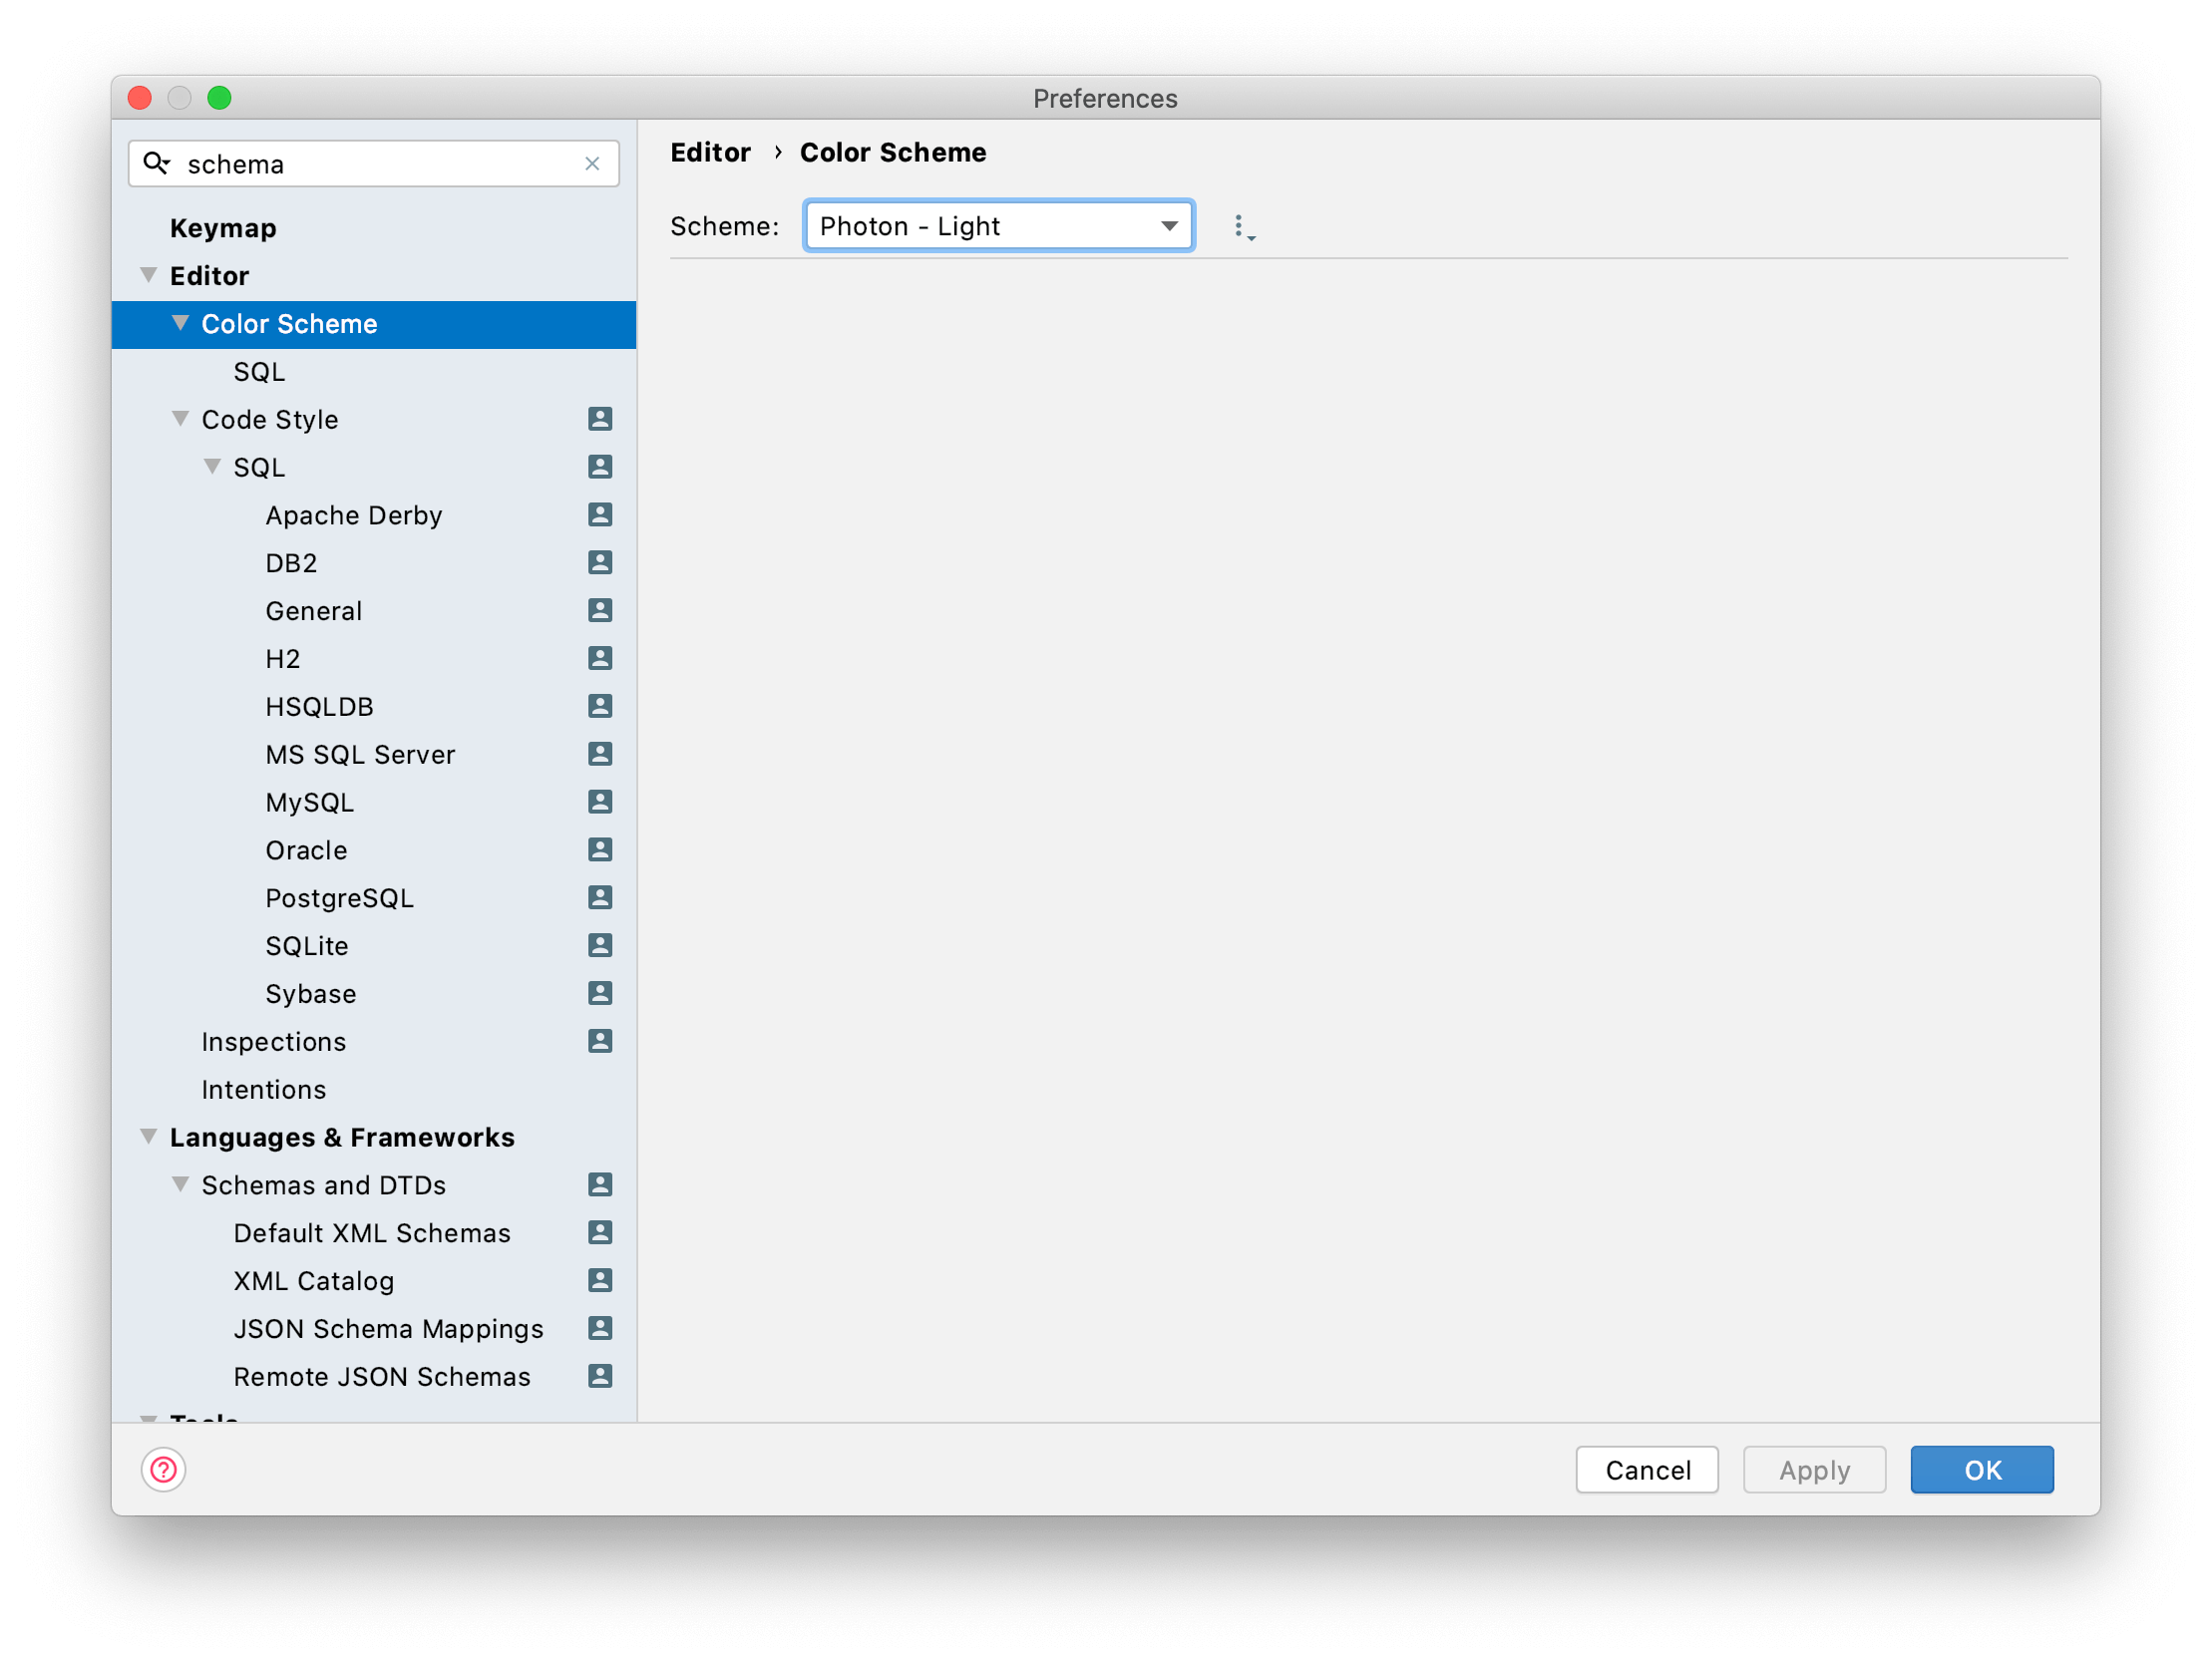 Preferences
schema
Keymap
Editor
Color Scheme
SQL
Code Style
SQL
Apache Derby
DB2
General
H2
HSQLDB
MS SQL Server
MySQL
Oracle
PostgreSQL
SQLite
Sybase
Inspections
Intentions
Languages & Frameworks
Schemas and DTDs
Default XML Schemas
XML Catalog
JSON Schema Mappings
Remote JSON Schemas
Tools
Editor › Color Scheme
Scheme: Photon - Light
?
Cancel Apply OK